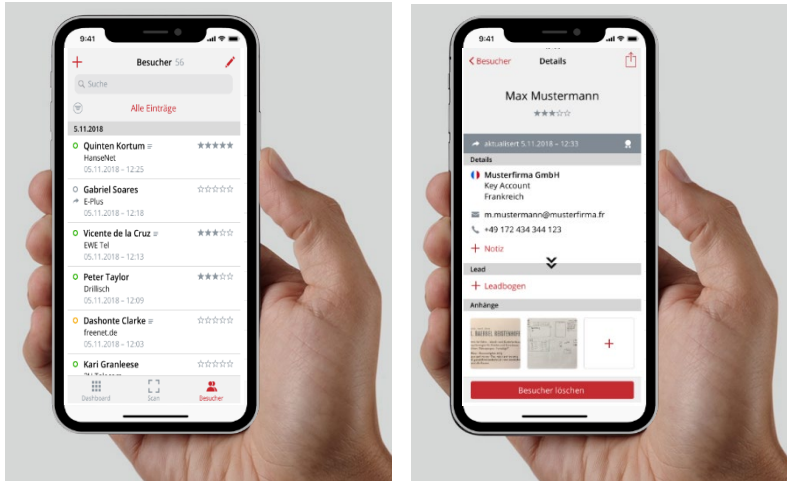 9:41
Besucher 56
Suche
Alle Einträge
5.11.2018
Quinten Kortum
HanseNet
05.11.2018 – 12:25
Gabriel Soares
E-Plus
05.11.2018 – 12:18
Vicente de la Cruz
EWE Tel
05.11.2018 – 12:13
Peter Taylor
Drillisch
05.11.2018 – 12:09
Dashonte Clarke
freenet.de
05.11.2018 – 12:03
Kari Granleese
Dashboard
Scan
Besucher
9:41
Besucher
Details
Max Mustermann
aktualisert 5.11.2018 – 12:33
Details
Musterfirma GmbH
Key Account
Frankreich
m.mustermann@musterfirma.fr
+49 172 434 344 123
+ Notiz
Lead
+ Leadbogen
Anhänge
Besucher löschen